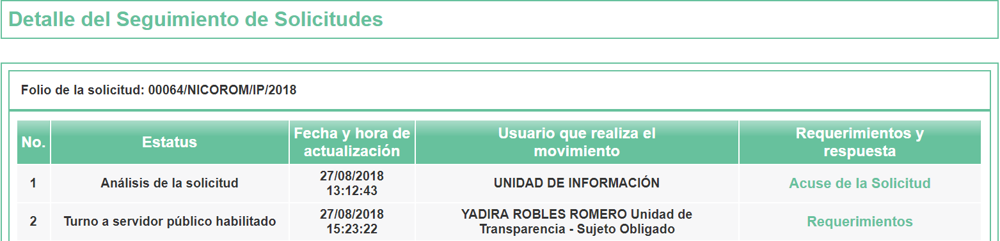 Detalle del Seguimiento de Solicitudes
Folio de la solicitud: 00064/NICOROM/IP/2018
No.
Estatus
Fecha y hora de
actualización
Usuario que realiza el
movimiento
Requerimientos y
respuesta
1
Análisis de la solicitud
27/08/2018
13:12:43
UNIDAD DE INFORMACIÓN
Acuse de la Solicitud
2
Turno a servidor público habilitado
27/08/2018
15:23:22
YADIRA ROBLES ROMERO Unidad de
Transparencia - Sujeto Obligado
Requerimientos